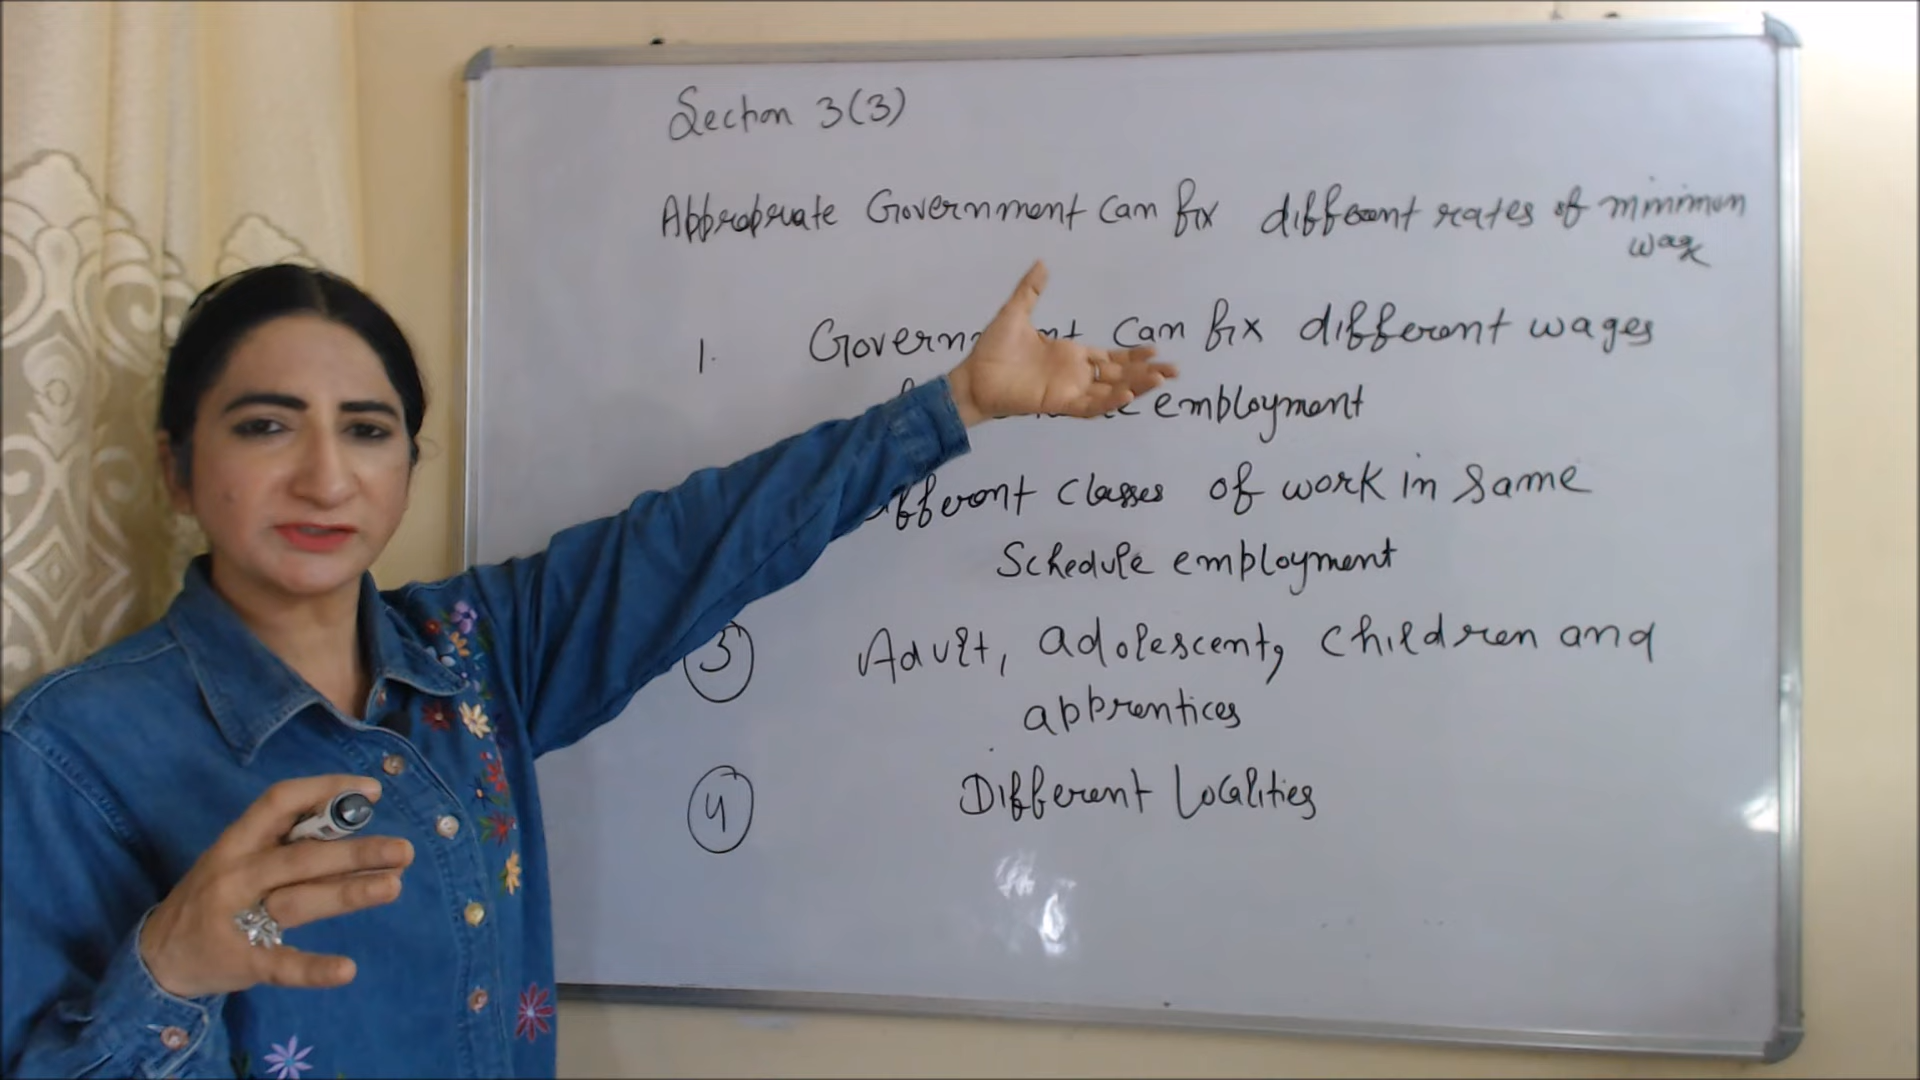 Section 3(3)
Appropriate Government can fix different rates of minimum
wage
1. Government can fix different wages
employment
different classes of work in same
Schedule employment
3 Adult, adolescent, children and
apprentices
4 Different localities